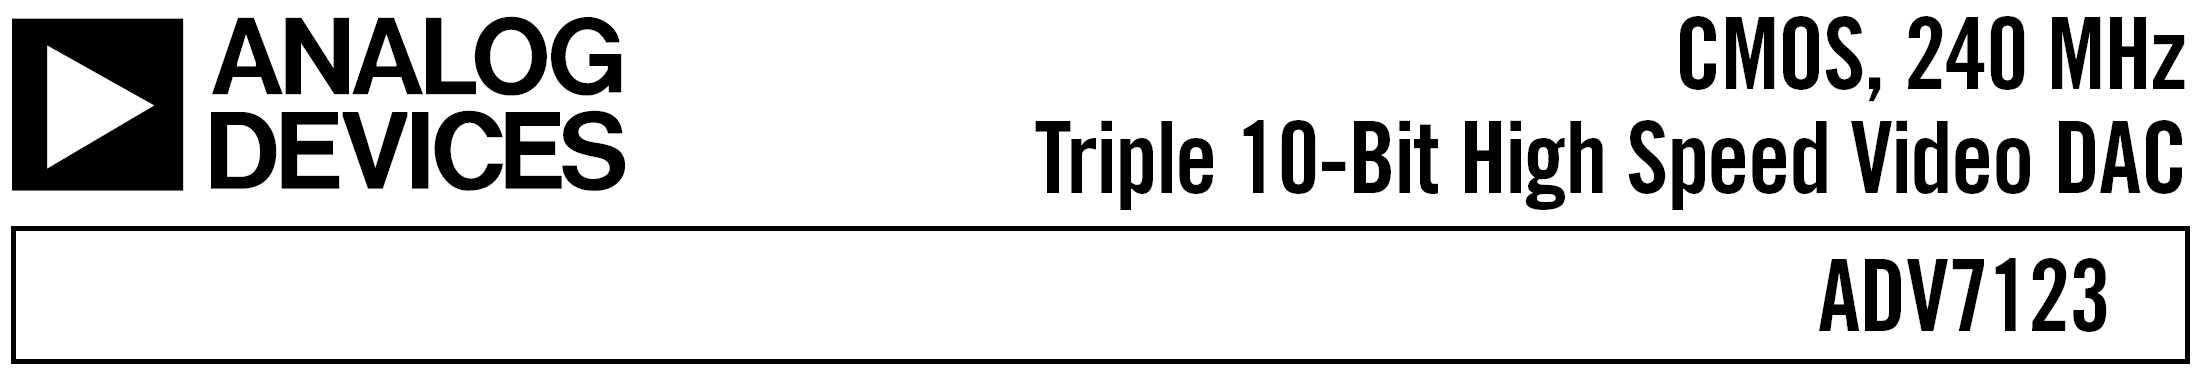 ANALOG
DEVICES
CMOS, 240 MHz
Triple 10-Bit High Speed Video DAC
ADV7123